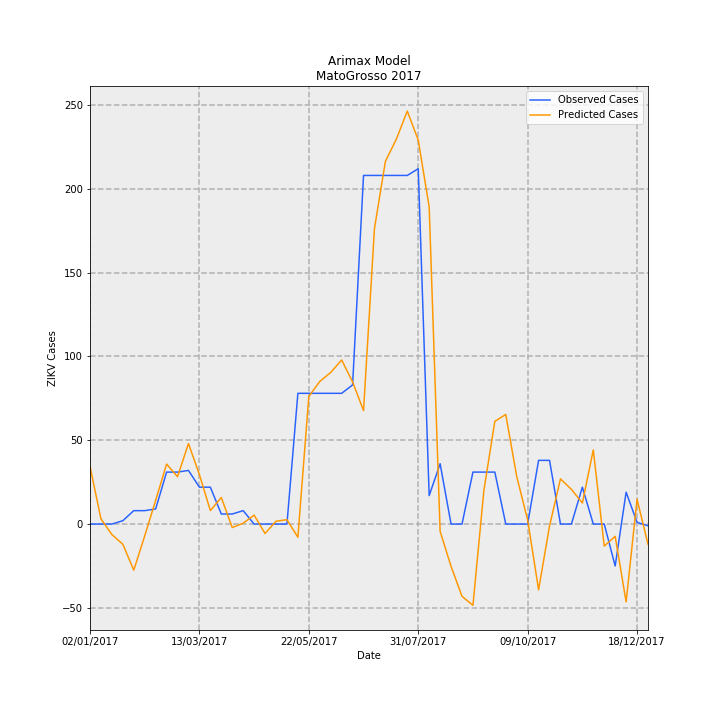 Arimax Model
MatoGrosso 2017
Observed Cases
Predicted Cases
250
200
150
100
50
0
−50
ZIKV Cases
02/01/2017 13/03/2017 22/05/2017 31/07/2017 09/10/2017 18/12/2017
Date